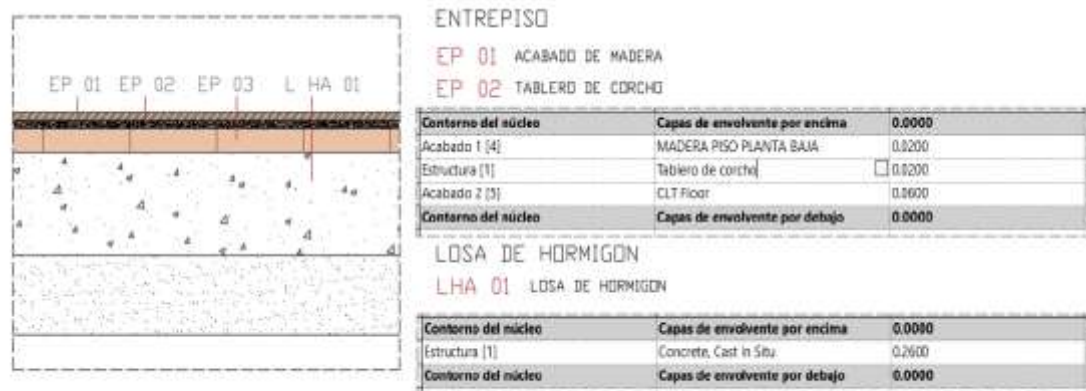 EP 01 EP 02 EP 03 L HA 01
ENTREPISO
EP 01 ACABADO DE MADERA
EP 02 TABLERO DE CORCHO
Contorno del núcleo Capas de envolvente por encima 0.0000
Acabado 1 [4] MADERA PISO PLANTA BAJA 0.0200
Estructura [1] Tablero de corcho 0.0200
Acabado 2 [5] CLT Floor 0.0600
Contorno del núcleo Capas de envolvente por debajo 0.0000
LOSA DE HORMIGON
LHA 01 LOSA DE HORMIGON
Contorno del núcleo Capas de envolvente por encima 0.0000
Estructura [1] Concrete, Cast In Situ 0.2600
Contorno del núcleo Capas de envolvente por debajo 0.0000